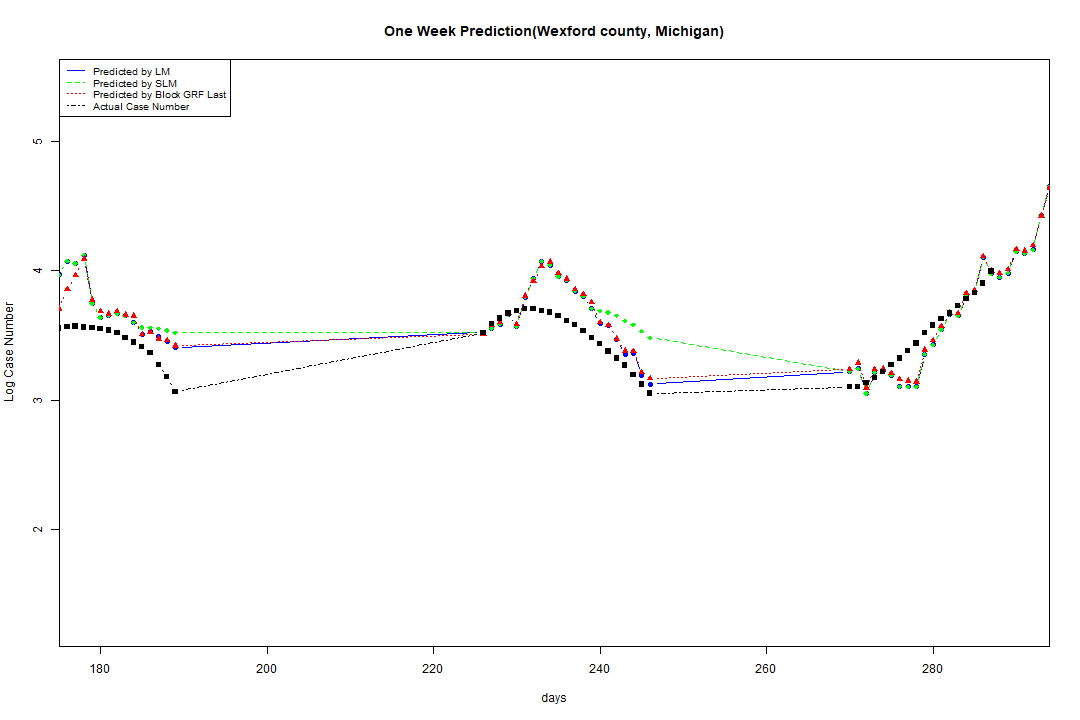 One Week Prediction(Wexford county, Michigan)
Predicted by LM
Predicted by SLM
Predicted by Block GRF Last
Actual Case Number
5
4
3
2
Log Case Number
180 200 220 240 260 280
days